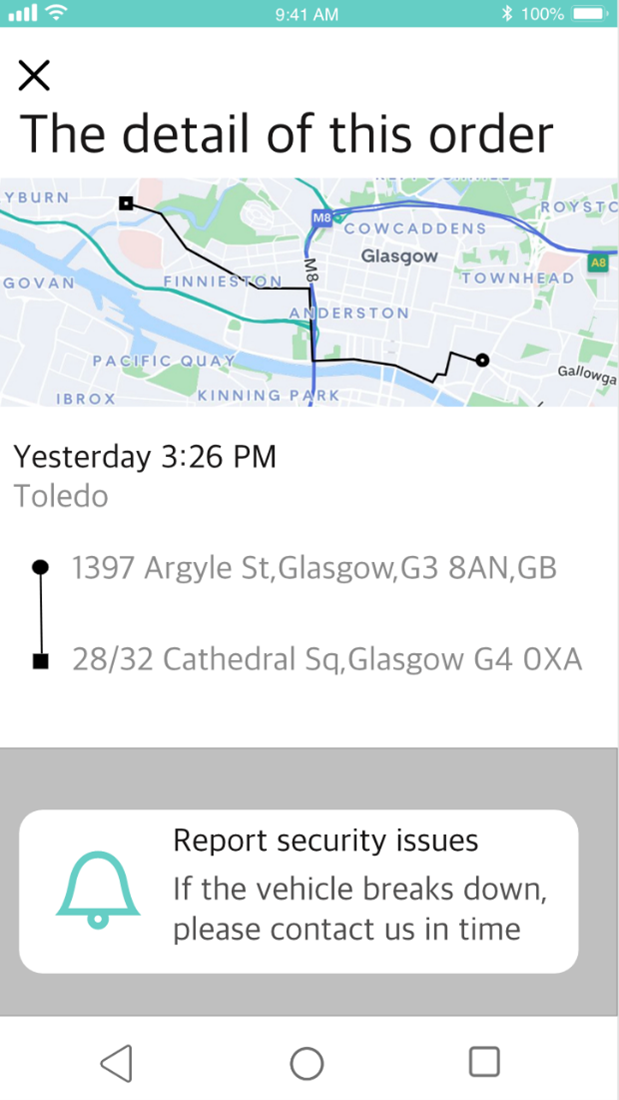 9:41 AM 100%
The detail of this order
YBURN
ROYSTC
M8
COWCADDENS
Glasgow
A8
M8
GOVAN
FINNIESTON
TOWNHEAD
ANDERSTON
PACIFIC QUAY
Gallowga
IBROX
KINNING PARK
Yesterday 3:26 PM
Toledo
1397 Argyle St,Glasgow,G3 8AN,GB
28/32 Cathedral Sq,Glasgow G4 0XA
Report security issues
If the vehicle breaks down,
please contact us in time